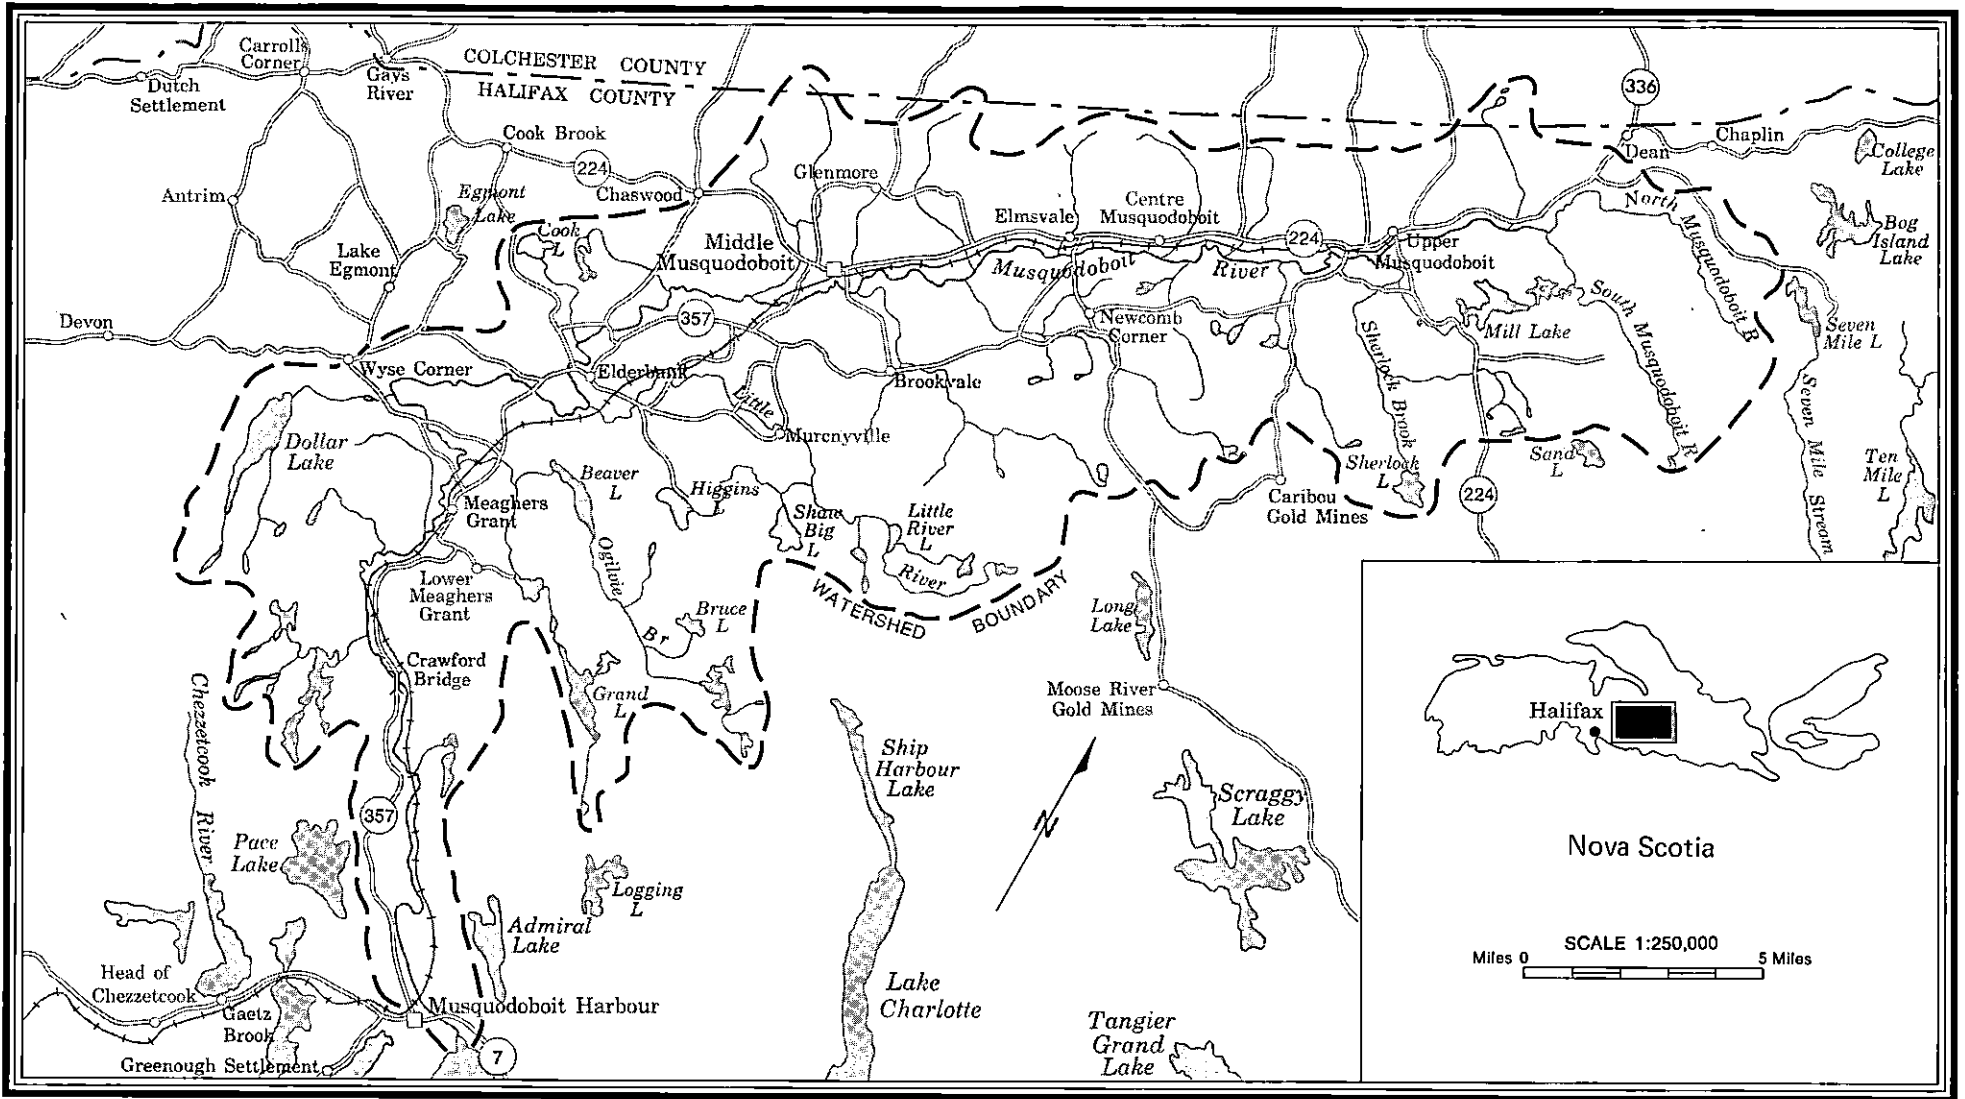 COLCHESTER COUNTY
HALIFAX COUNTY
Carrolls
Corner
Gays
River
Dutch
Settlement
336
Chaplin
Dean
College
Lake
Cook Brook
224
Chaswood
Glenmore
Antrim
Egmont
Lake
Cook
L
Centre
Musquodoboit
Elmsvale
224
Upper
Musquodoboit
North Musquodoboit R
Bog
Island
Lake
Middle
Musquodoboit
Musquodoboit River
Lake
Egmont
Devon
357
Newcomb
Corner
Sherlock Brook
Mill Lake
South Musquodoboit R
Seven
Mile L
Wyse Corner
Elderbank
Brookvale
Little
Murcnyville
Dollar
Lake
Beaver
L
Higgins
L
Shaw
Big
L
Little
River
L
River
Sherlock
L
Sand
L
224
Seven Mile Stream
Ten
Mile
L
Caribou
Gold Mines
Meaghers
Grant
Ogilvie
Br
Lower
Meaghers
Grant
Bruce
L
WATERSHED BOUNDARY
Long
Lake
Crawford
Bridge
Grand
L
Chezzetcook River
Moose River
Gold Mines
Ship
Harbour
Lake
N
Scraggy
Lake
357
Pace
Lake
Logging
L
Admiral
Lake
Head of
Chezzetcook
Gaetz
Brook
Musquodoboit Harbour
Greenough Settlement
7
Lake
Charlotte
Tangier
Grand
Lake
Halifax
Nova Scotia
SCALE 1:250,000
Miles 0 5 Miles